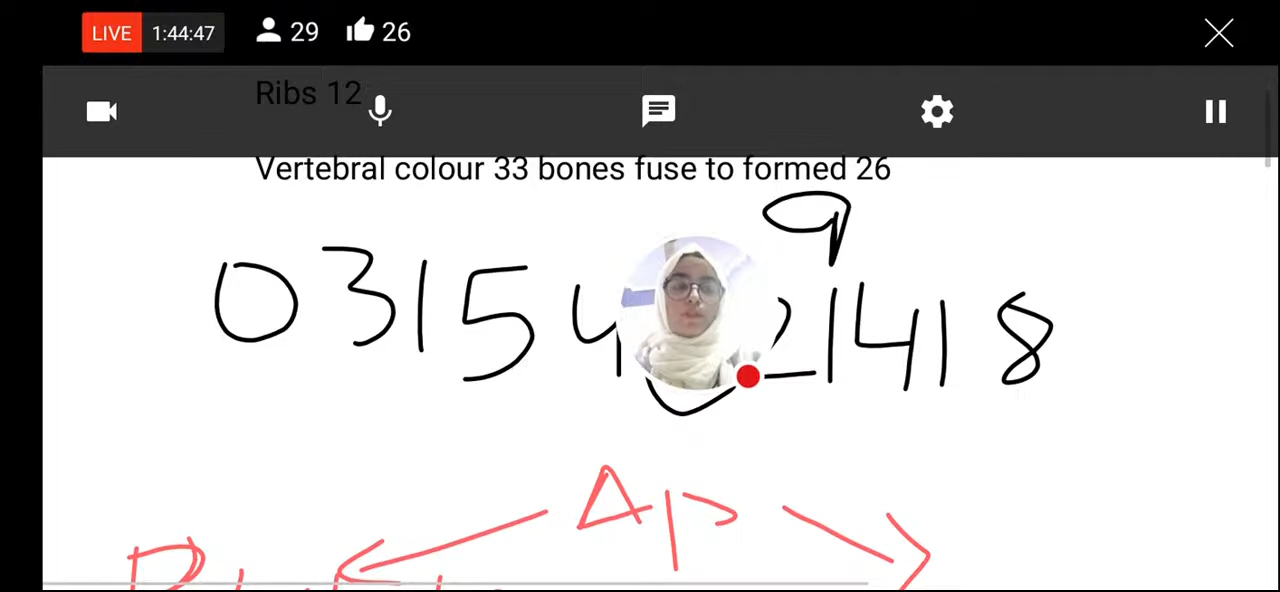 LIVE 1:44:47 29 26
Ribs 12
Vertebral colour 33 bones fuse to formed 26
9
03154 21418
Ap